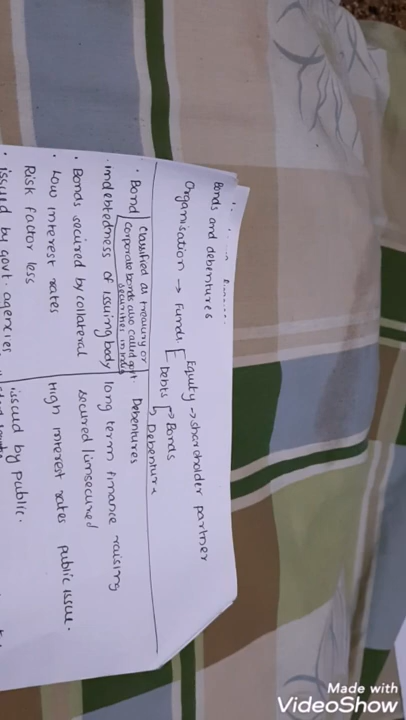 Bonds and debentures
Organisation → Funds [ Equity → shareholder partner
Debts → Bonds
↳ Debenture
• Bond Classified as treasury or
corporate bonds also called govt
securities in India
Debentures
• Indebtedness of issuing body long term finance raising
• Bonds secured by collateral secured/unsecured
• Low interest rates High interest rates public issue.
Risk factor less
• issued by govt. agencies issued by public.
Made with
VideoShow